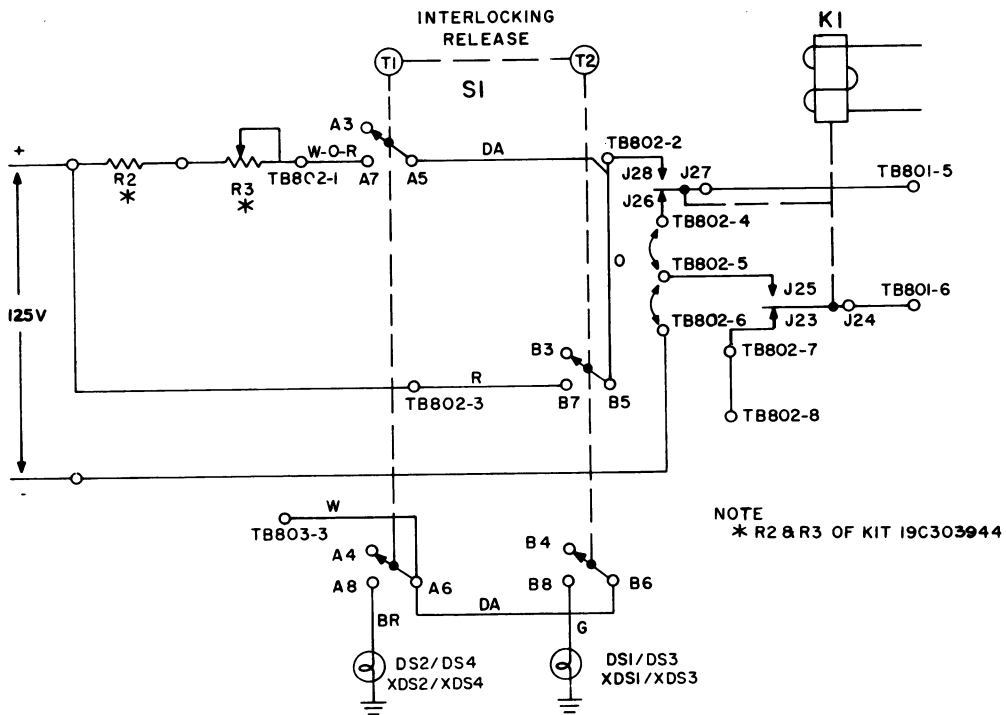 INTERLOCKING
RELEASE
K1
T1
T2
S1
A3
+
W-O-R
DA
TB802-2
R2
*
R3
*
TB802-1
A7
A5
J28
J27
TB801-5
J26
TB802-4
O
TB802-5
J25
TB801-6
125V
TB802-6
J23
J24
B3
TB802-7
R
TB802-3
B7
B5
TB802-8
-
W
TB803-3
NOTE
* R2 & R3 OF KIT 19C303944
A4
B4
A8
A6
B8
B6
BR
DA
G
DS2/DS4
XDS2/XDS4
DS1/DS3
XDS1/XDS3